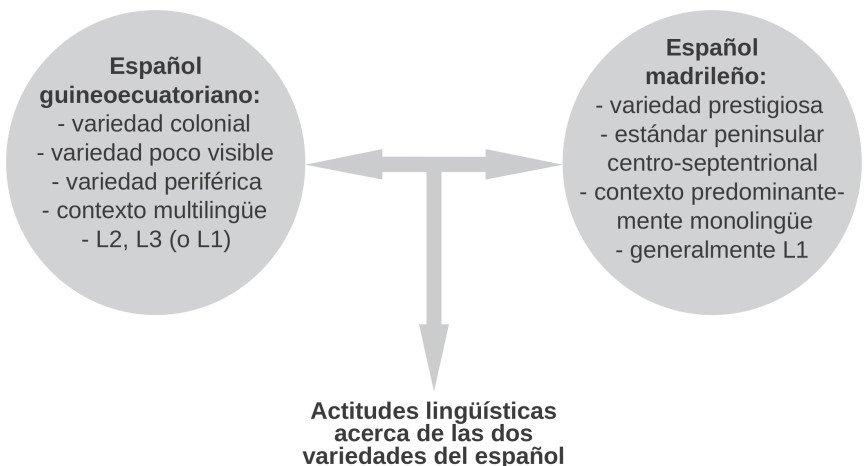 Español
guineoecuatoriano:
- variedad colonial
- variedad poco visible
- variedad periférica
- contexto multilingüe
- L2, L3 (o L1)
Español
madrileño:
- variedad prestigiosa
- estándar peninsular
centro-septentrional
- contexto predominante-
mente monolingüe
- generalmente L1
Actitudes lingüísticas
acerca de las dos
variedades del español